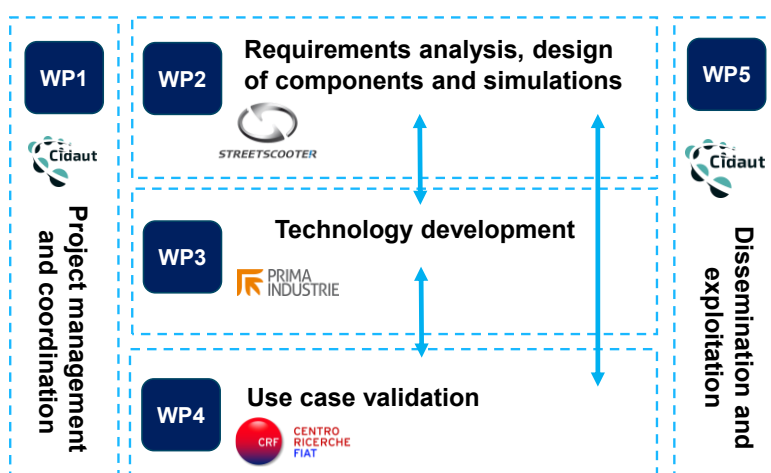 WP1
Cidaut
Project management
and coordination
WP2
Requirements analysis, design
of components and simulations
STREETSCOOTER
WP3
Technology development
PRIMA
INDUSTRIE
WP4
Use case validation
CRF
CENTRO
RICERCHE
FIAT
WP5
Cidaut
Dissemination and
exploitation